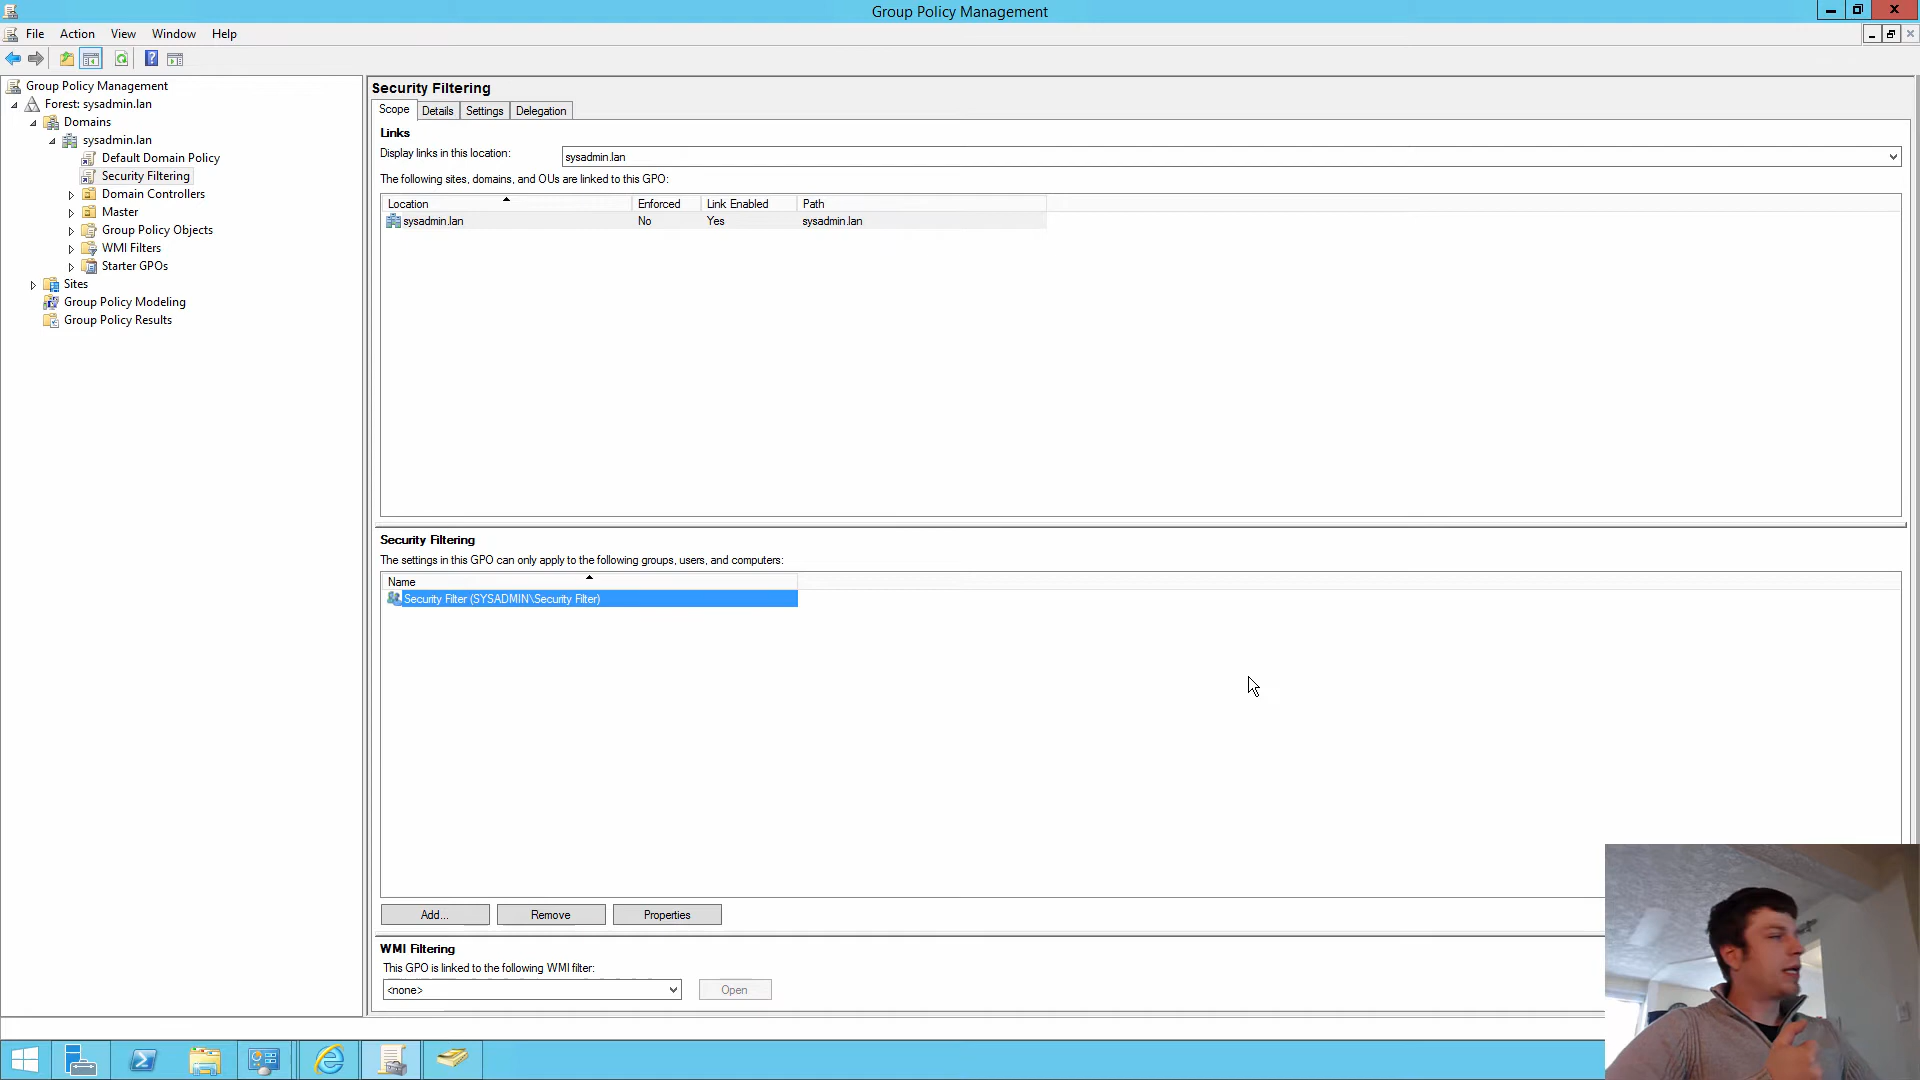 Group Policy Management
File Action View Window Help
Group Policy Management
Forest: sysadmin.lan
Domains
sysadmin.lan
Default Domain Policy
Security Filtering
Domain Controllers
Master
Group Policy Objects
WMI Filters
Starter GPOs
Sites
Group Policy Modeling
Group Policy Results
Security Filtering
Scope Details Settings Delegation
Links
Display links in this location: sysadmin.lan
The following sites, domains, and OUs are linked to this GPO:
Location Enforced Link Enabled Path
sysadmin.lan No Yes sysadmin.lan
Security Filtering
The settings in this GPO can only apply to the following groups, users, and computers:
Name
Security Filter (SYSADMIN\Security Filter)
Add... Remove Properties
WMI Filtering
This GPO is linked to the following WMI filter:
<none> Open